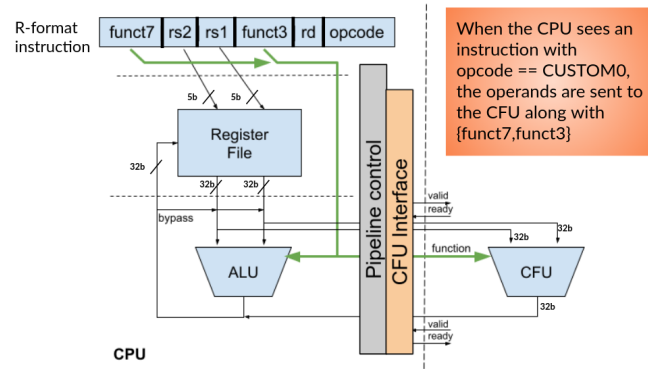 R-format
instruction
funct7 rs2 rs1 funct3 rd opcode
When the CPU sees an
instruction with
opcode == CUSTOM0,
the operands are sent to
the CFU along with
{funct7,funct3}
5b 5b
Register
File
32b
32b 32b
bypass
Pipeline control
CFU Interface
valid
ready
32b
32b
function
ALU
CFU
32b
valid
ready
CPU